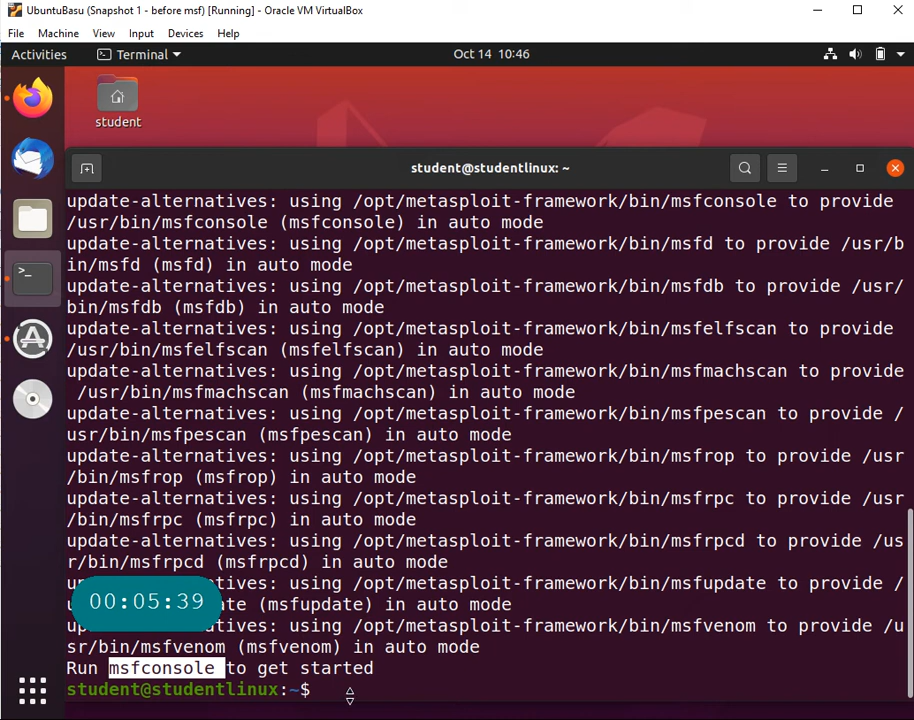 UbuntuBasu (Snapshot 1 - before msf) [Running] - Oracle VM VirtualBox
File Machine View Input Devices Help
Activities Terminal Oct 14 10:46
student
student@studentlinux: ~
update-alternatives: using /opt/metasploit-framework/bin/msfconsole to provide
/usr/bin/msfconsole (msfconsole) in auto mode
update-alternatives: using /opt/metasploit-framework/bin/msfd to provide /usr/b
in/msfd (msfd) in auto mode
update-alternatives: using /opt/metasploit-framework/bin/msfdb to provide /usr/
bin/msfdb (msfdb) in auto mode
update-alternatives: using /opt/metasploit-framework/bin/msfelfscan to provide
/usr/bin/msfelfscan (msfelfscan) in auto mode
update-alternatives: using /opt/metasploit-framework/bin/msfmachscan to provide
/usr/bin/msfmachscan (msfmachscan) in auto mode
update-alternatives: using /opt/metasploit-framework/bin/msfpescan to provide /
usr/bin/msfpescan (msfpescan) in auto mode
update-alternatives: using /opt/metasploit-framework/bin/msfrop to provide /usr
/bin/msfrop (msfrop) in auto mode
update-alternatives: using /opt/metasploit-framework/bin/msfrpc to provide /usr
/bin/msfrpc (msfrpc) in auto mode
update-alternatives: using /opt/metasploit-framework/bin/msfrpcd to provide /us
r/bin/msfrpcd (msfrpcd) in auto mode
tives: using /opt/metasploit-framework/bin/msfupdate to provide /
00:05:39
ate (msfupdate) in auto mode
tives: using /opt/metasploit-framework/bin/msfvenom to provide /u
sr/bin/msfvenom (msfvenom) in auto mode
Run msfconsole to get started
student@studentlinux:~$